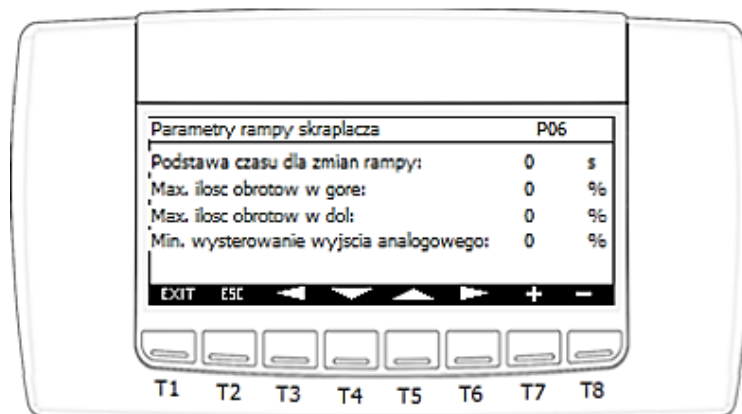 Parametry rampy skraplacza P06
Podstawa czasu dla zmian rampy: 0 s
Max. ilosc obrotow w gore: 0 %
Max. ilosc obrotow w dol: 0 %
Min. wysterowanie wyjscia analogowego: 0 %
EXIT ESC + -
T1 T2 T3 T4 T5 T6 T7 T8